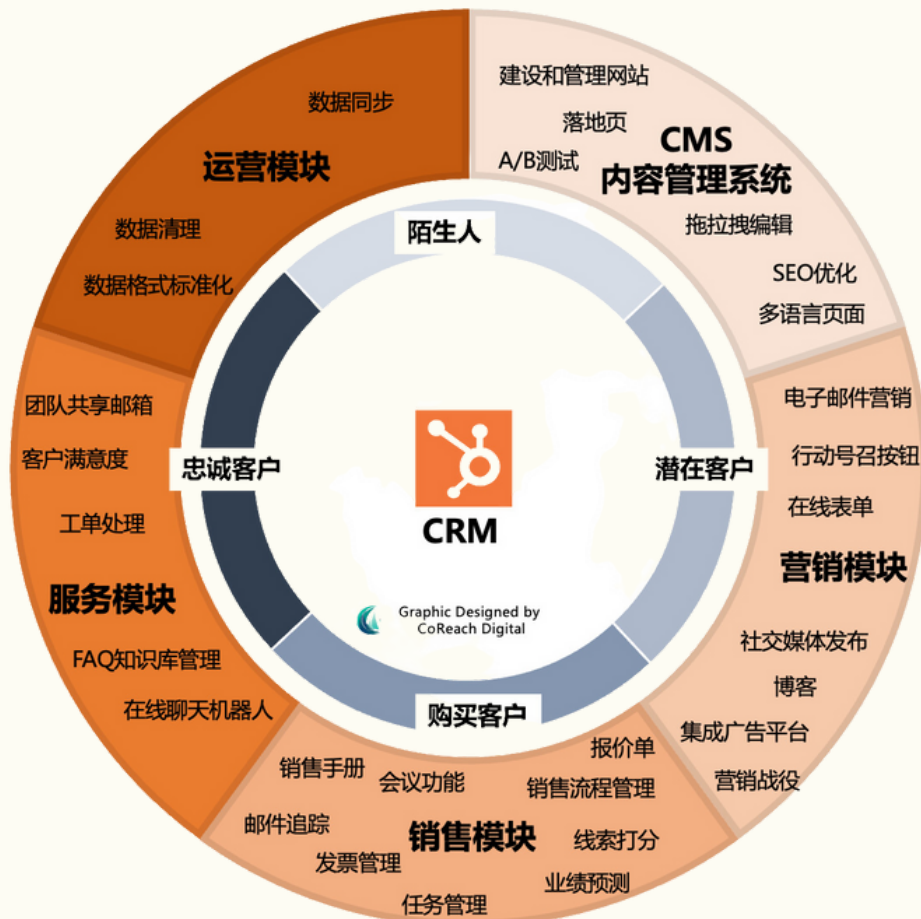 数据同步
运营模块
数据清理
数据格式标准化
建设和管理网站
落地页
A/B测试
CMS
内容管理系统
拖拉拽编辑
SEO优化
多语言页面
陌生人
潜在客户
购买客户
忠诚客户
CRM
Graphic Designed by
CoReach Digital
电子邮件营销
行动号召按钮
在线表单
营销模块
社交媒体发布
博客
集成广告平台
营销战役
报价单
销售手册
会议功能
销售流程管理
邮件追踪
销售模块
线索打分
发票管理
业绩预测
任务管理
团队共享邮箱
客户满意度
工单处理
服务模块
FAQ知识库管理
在线聊天机器人